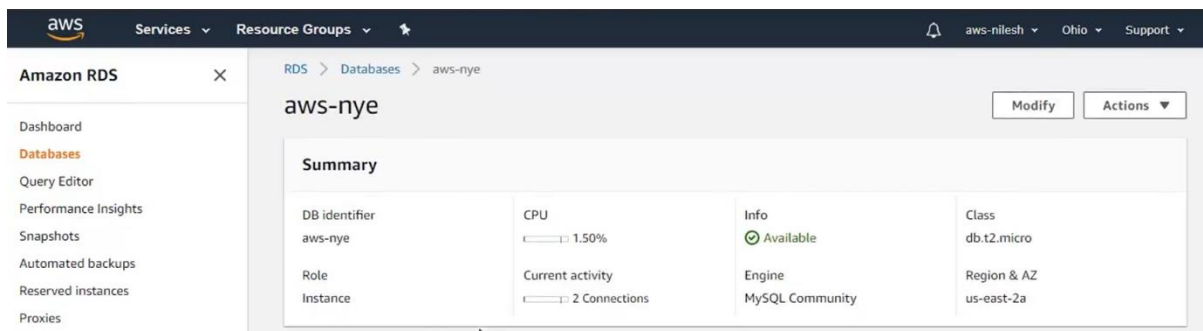 aws Services Resource Groups aws-nilesh Ohio Support
Amazon RDS
Dashboard
Databases
Query Editor
Performance Insights
Snapshots
Automated backups
Reserved instances
Proxies
RDS > Databases > aws-nye
aws-nye
Modify Actions
Summary
DB identifier CPU Info Class
aws-nye 1.50% Available db.t2.micro
Role Current activity Engine Region & AZ
Instance 2 Connections MySQL Community us-east-2a